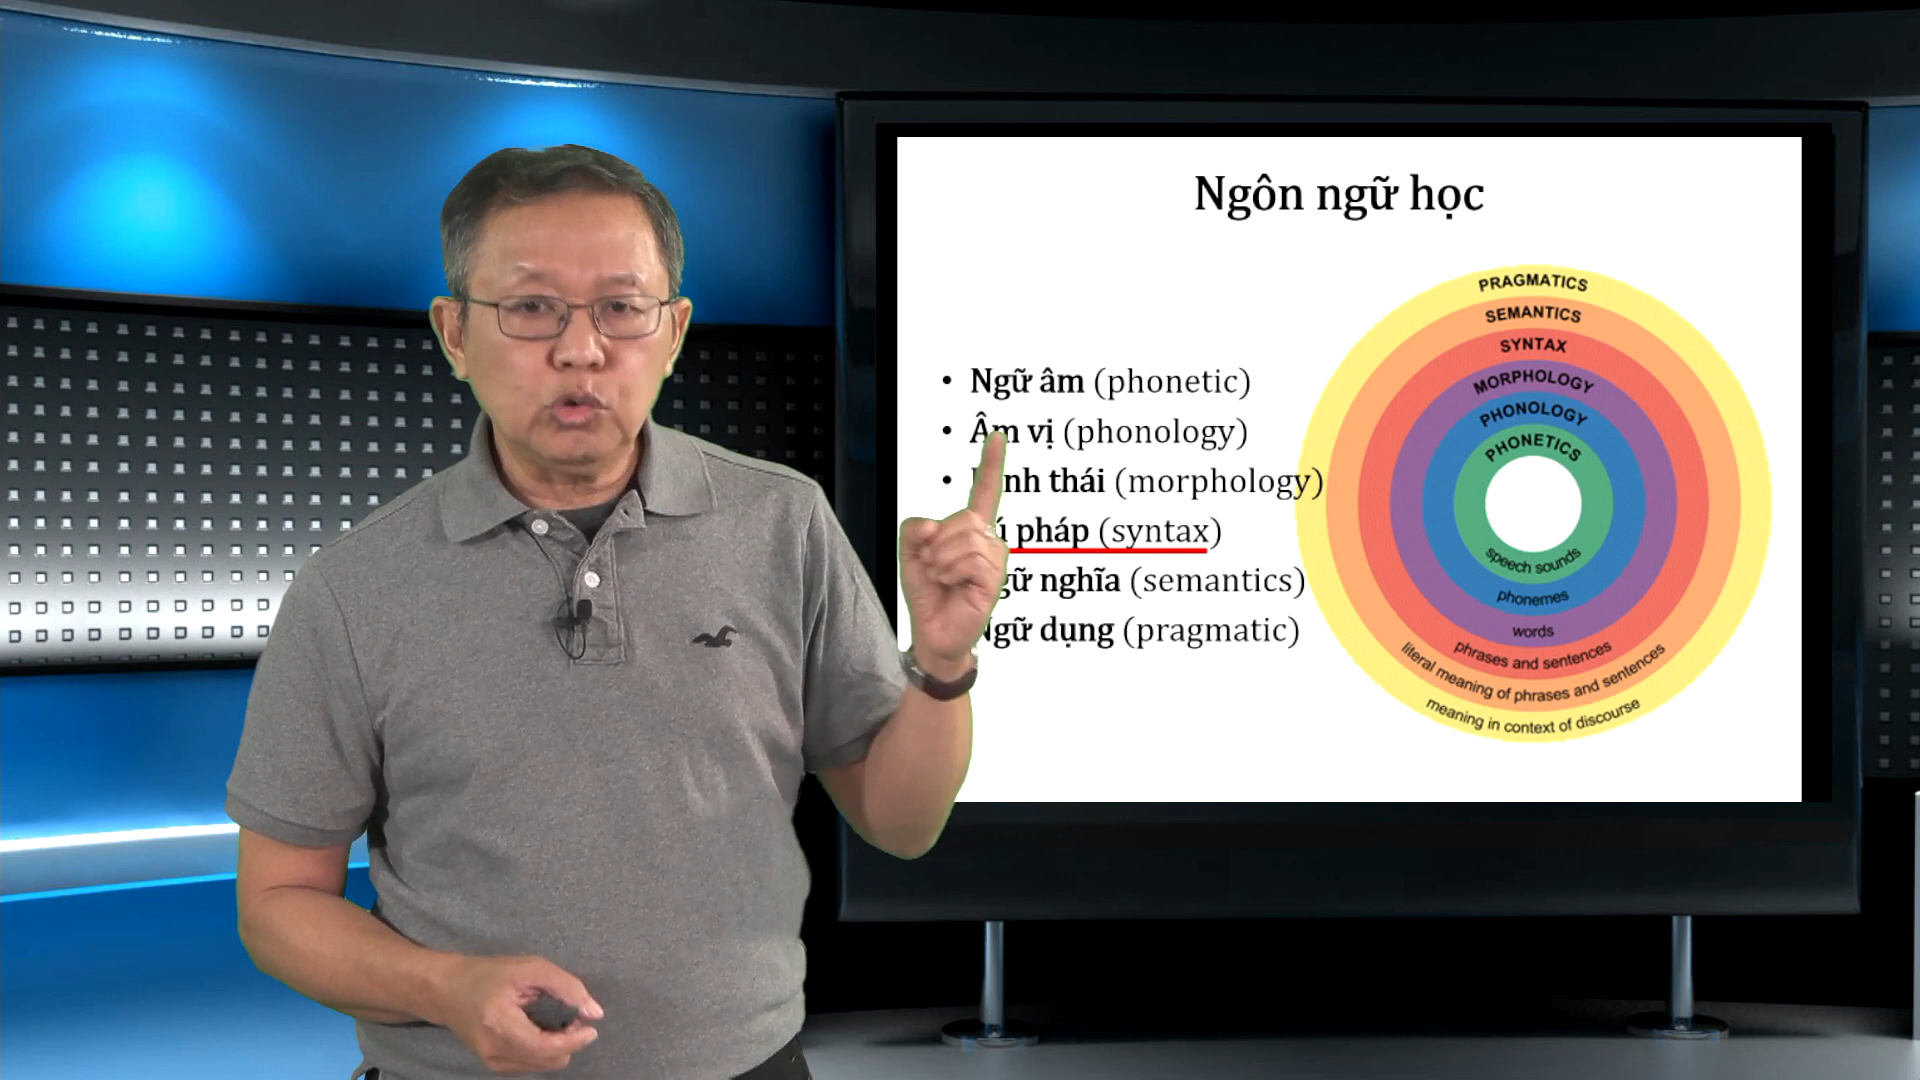 Ngôn ngữ học
• Ngữ âm (phonetic)
• Âm vị (phonology)
• thái (morphology)
pháp (syntax)
nghĩa (semantics)
Ngữ dụng (pragmatic)
PRAGMATICS
SEMANTICS
SYNTAX
MORPHOLOGY
PHONOLOGY
PHONETICS
speech sounds
phonemes
words
phrases and sentences
literal meaning of phrases and sentences
meaning in context of discourse